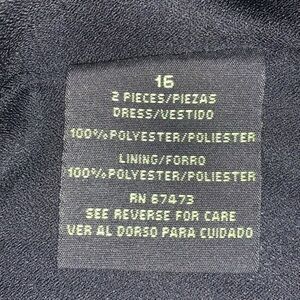 16
2 PIECES/PIEZAS
DRESS/VESTIDO
100%POLYESTER/POLIESTER
LINING/FORRO
100%POLYESTER/POLIESTER
RN 67473
SEE REVERSE FOR CARE
VER AL DORSO PARA CUIDADO